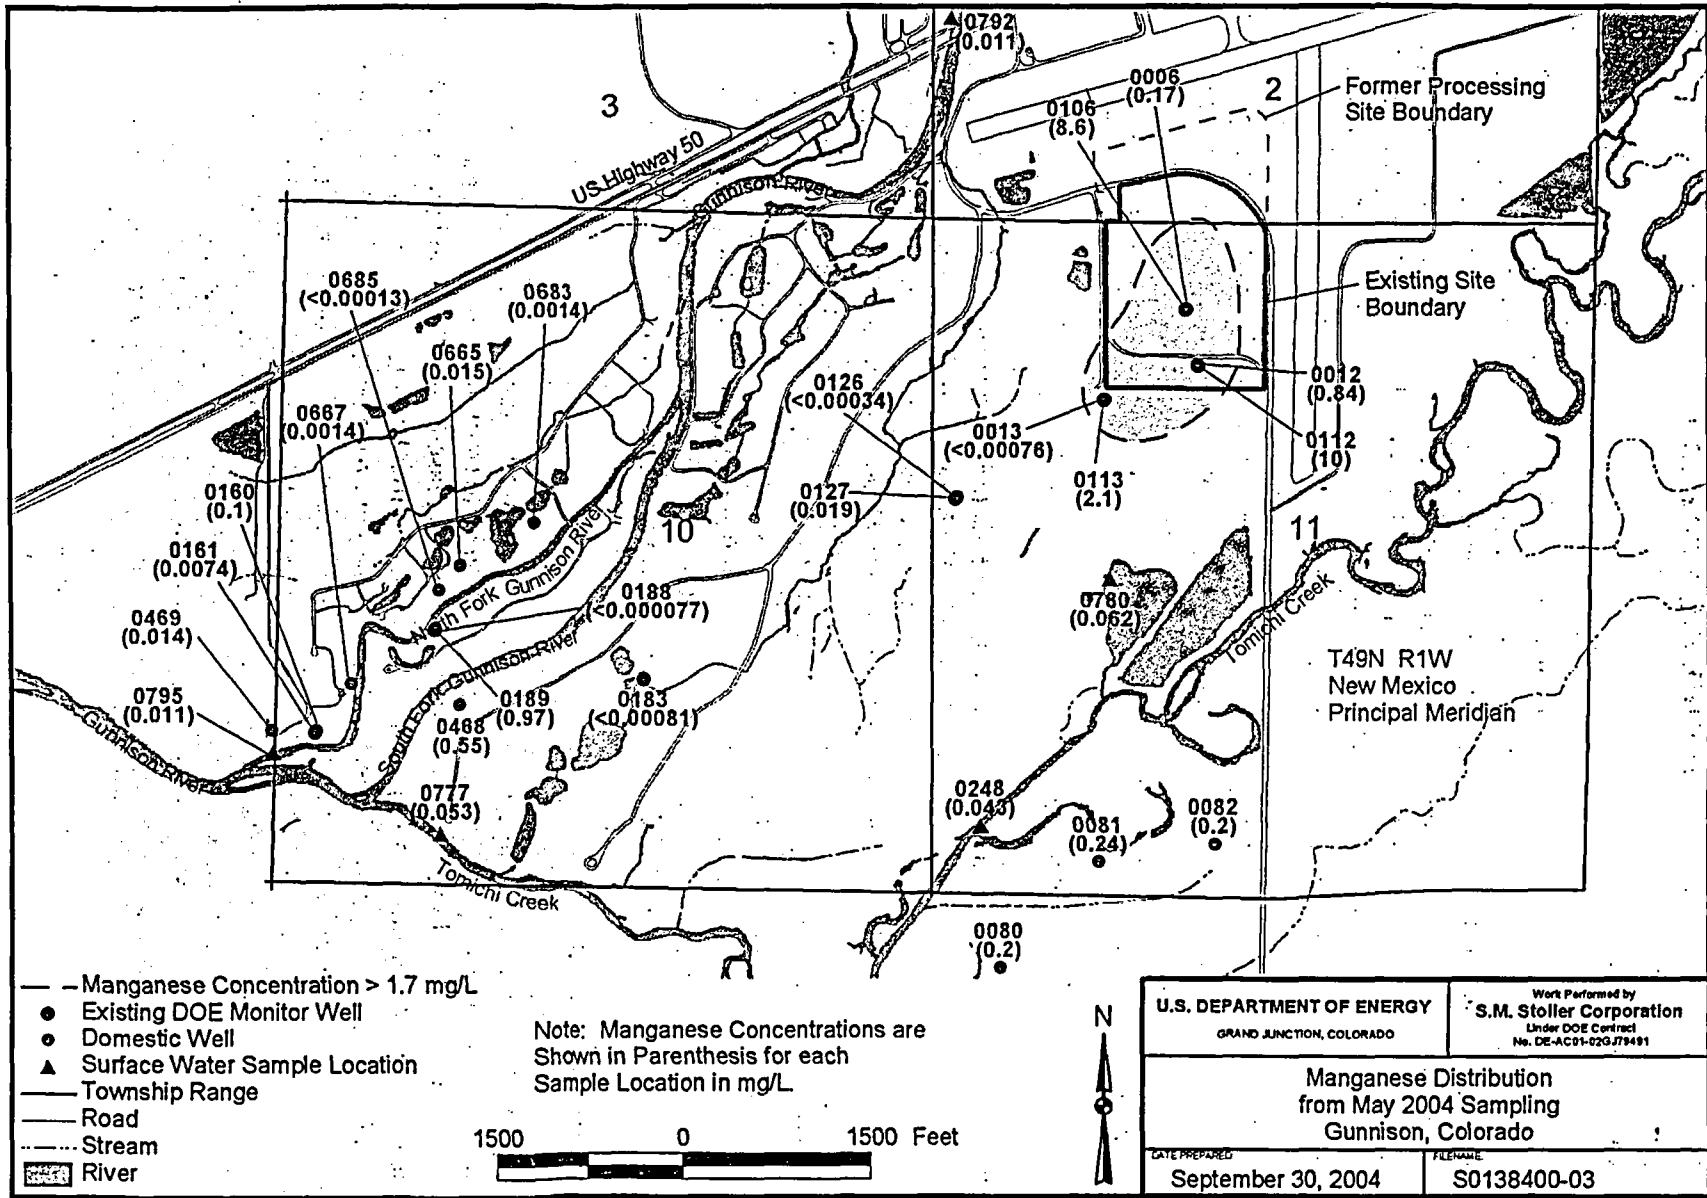 0792
(0.011)
3
0006
(0.17)
2
0106
(8.6)
Former Processing
Site Boundary
US Highway 50
Gunnison River
0685
(<0.00013)
0683
(0.0014)
Existing Site
Boundary
0665
(0.015)
0126
(<0.00034)
0012
(0.84)
0667
(0.0014)
0013
(<0.00076)
0112
(10)
0113
(2.1)
0160
(0.1)
0127
(0.019)
10
11
0161
(0.0074)
North Fork Gunnison River
0188
(<0.000077)
0780
(0.062)
0469
(0.014)
Tomichi Creek
T49N R1W
New Mexico
Principal Meridian
South Fork Gunnison River
0795
(0.011)
0189
(0.97)
0183
(<0.00081)
0468
(0.55)
Gunnison River
0777
(0.053)
0248
(0.043)
0081
(0.24)
0082
(0.2)
Tomichi Creek
0080
(0.2)
Manganese Concentration > 1.7 mg/L
Existing DOE Monitor Well
Domestic Well
Surface Water Sample Location
Township Range
Road
Stream
River
Note: Manganese Concentrations are
Shown in Parenthesis for each
Sample Location in mg/L
1500 0 1500 Feet
N
U.S. DEPARTMENT OF ENERGY
GRAND JUNCTION, COLORADO
Work Performed by
S.M. Stoller Corporation
Under DOE Contract
No. DE-AC01-02GJ79491
Manganese Distribution
from May 2004 Sampling
Gunnison, Colorado
DATE PREPARED
September 30, 2004
FILENAME
S0138400-03